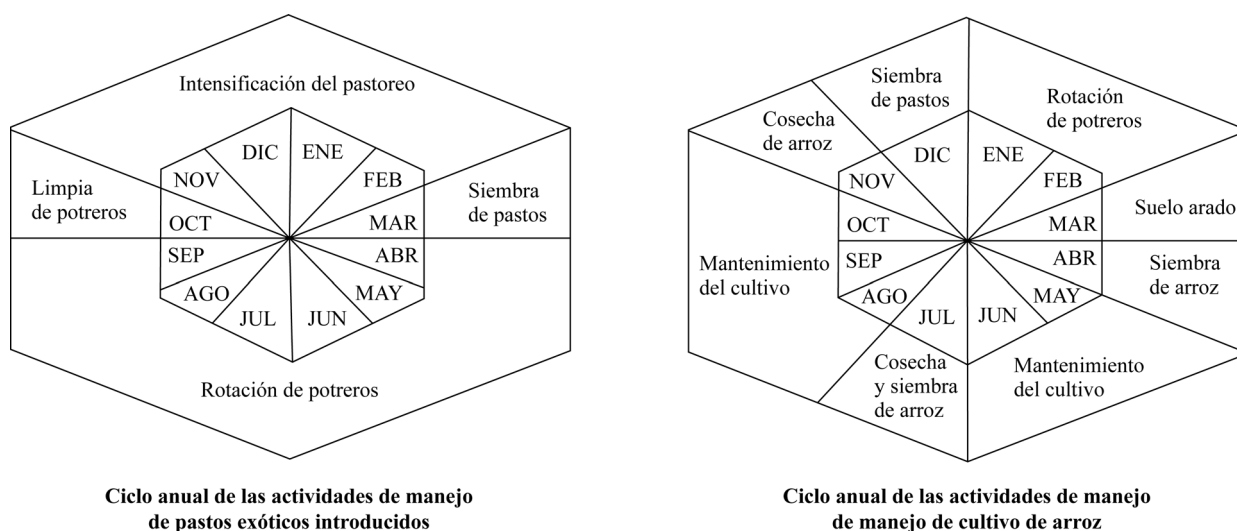 Intensificación del pastoreo
DIC
ENE
NOV
FEB
Limpia
de potreros
Siembra
de pastos
OCT
MAR
SEP
ABR
AGO
MAY
JUL
JUN
Rotación de potreros
Ciclo anual de las actividades de manejo
de pastos exóticos introducidos
Siembra
de pastos
Rotación
de potreros
Cosecha
de arroz
DIC
ENE
NOV
FEB
Suelo arado
OCT
MAR
Mantenimiento
del cultivo
SEP
ABR
Siembra
de arroz
AGO
MAY
JUL
JUN
Cosecha
y siembra
de arroz
Mantenimiento
del cultivo
Ciclo anual de las actividades de manejo
de manejo de cultivo de arroz